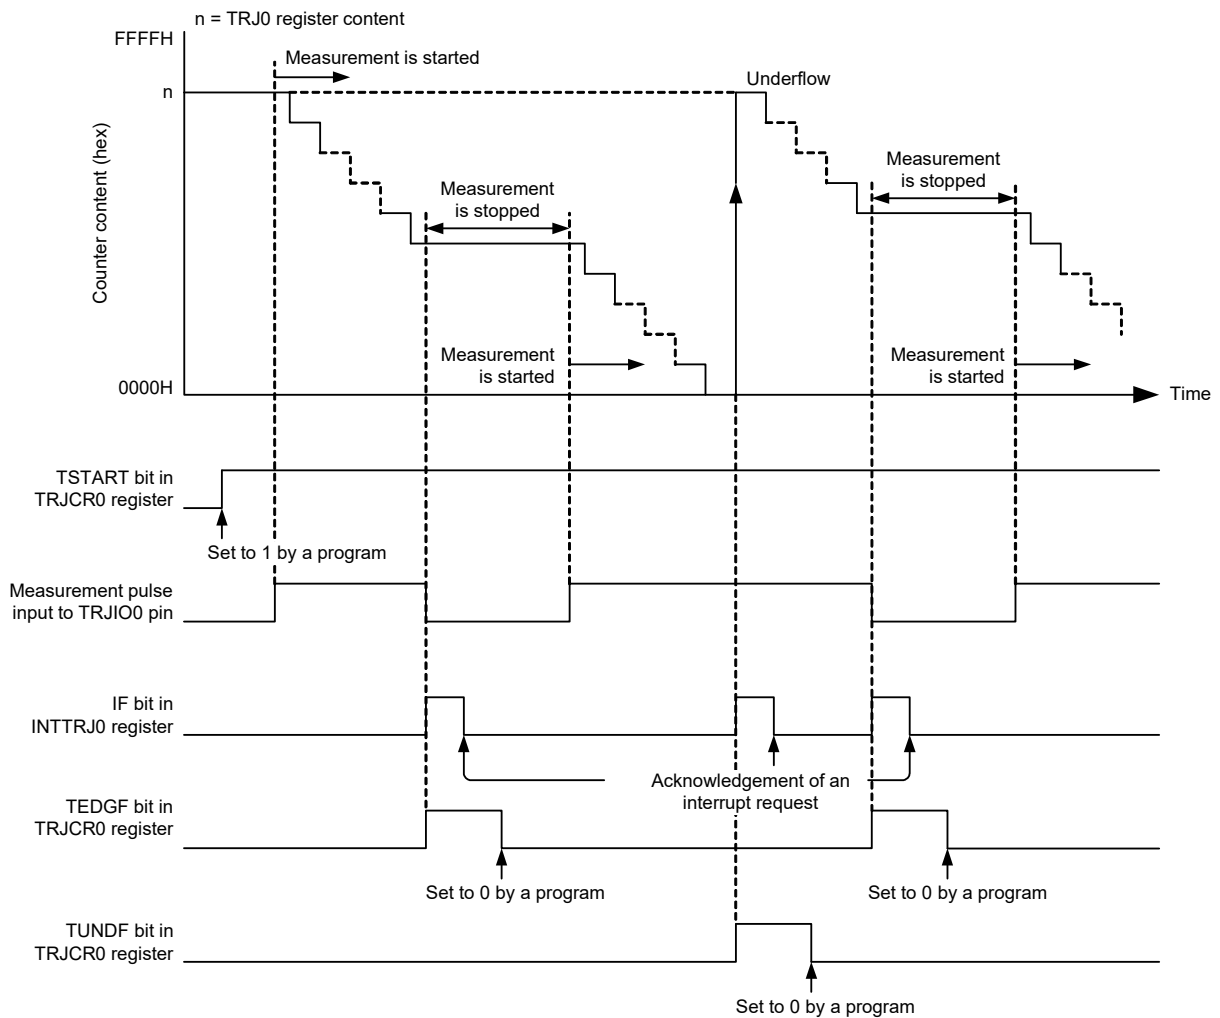 n = TRJ0 register content
FFFFH
Measurement is started
n
Underflow
Counter content (hex)
Measurement
is stopped
Measurement
is stopped
Measurement
is started
Measurement
is started
0000H
Time
TSTART bit in
TRJCR0 register
Set to 1 by a program
Measurement pulse
input to TRJIO0 pin
IF bit in
INTTRJ0 register
Acknowledgement of an
interrupt request
TEDGF bit in
TRJCR0 register
Set to 0 by a program
Set to 0 by a program
TUNDF bit in
TRJCR0 register
Set to 0 by a program